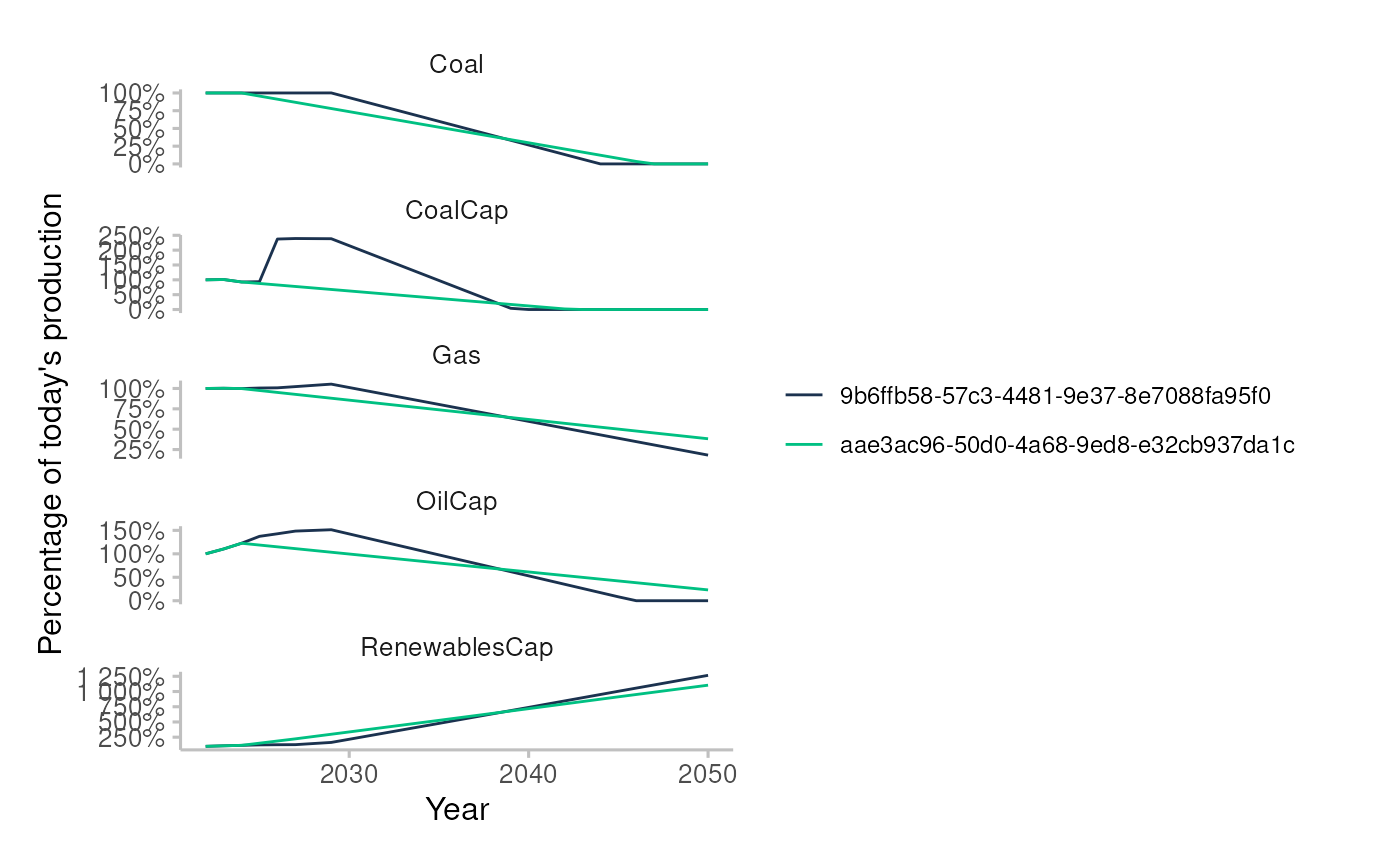 Coal
100%
75%
50%
25%
0%
CoalCap
250%
200%
150%
100%
50%
0%
Gas
100%
75%
50%
25%
OilCap
150%
100%
50%
0%
RenewablesCap
1 250%
1 000%
750%
500%
250%
2030 2040 2050
Year
Percentage of today's production
9b6ffb58-57c3-4481-9e37-8e7088fa95f0
aae3ac96-50d0-4a68-9ed8-e32cb937da1c